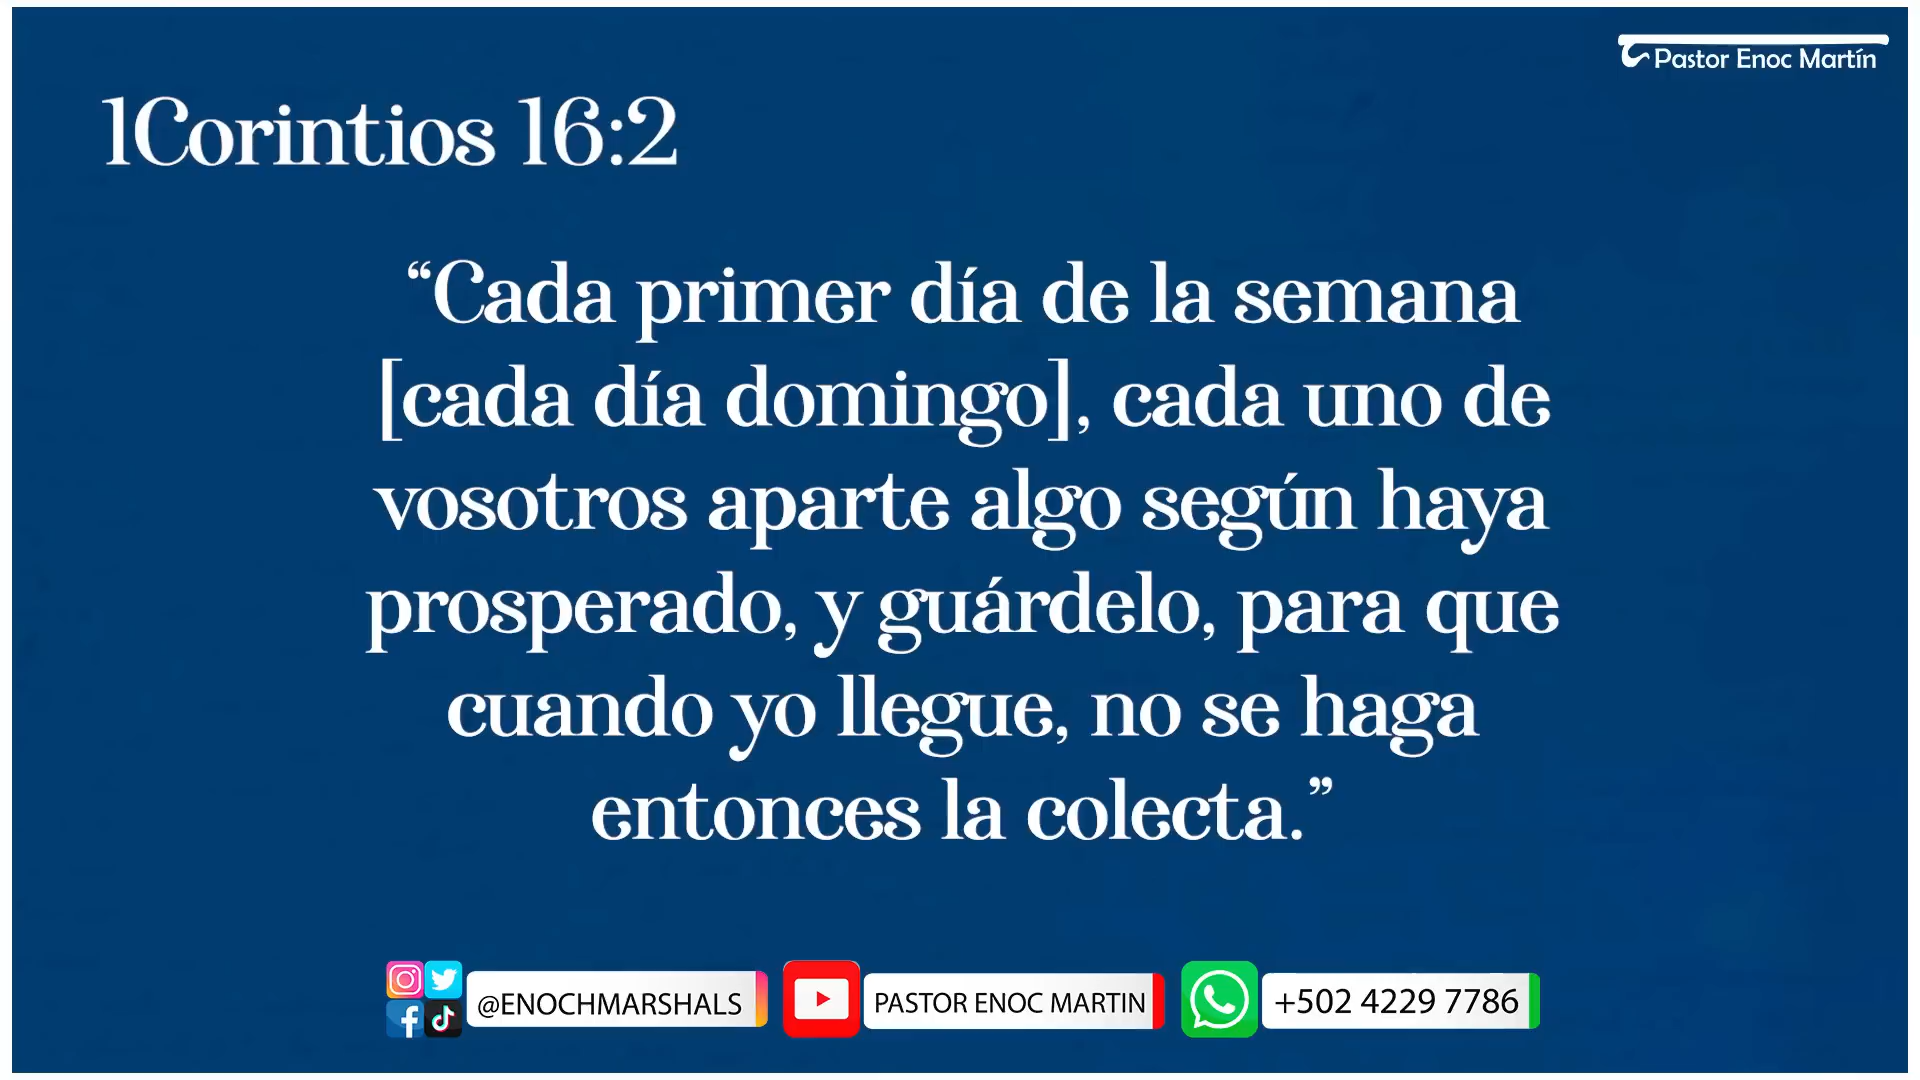 Pastor Enoc Martín
1Corintios 16:2
“Cada primer día de la semana
[cada día domingo], cada uno de
vosotros aparte algo según haya
prosperado, y guárdelo, para que
cuando yo llegue, no se haga
entonces la colecta.”
@ENOCHMARSHALS
PASTOR ENOC MARTIN
+502 4229 7786